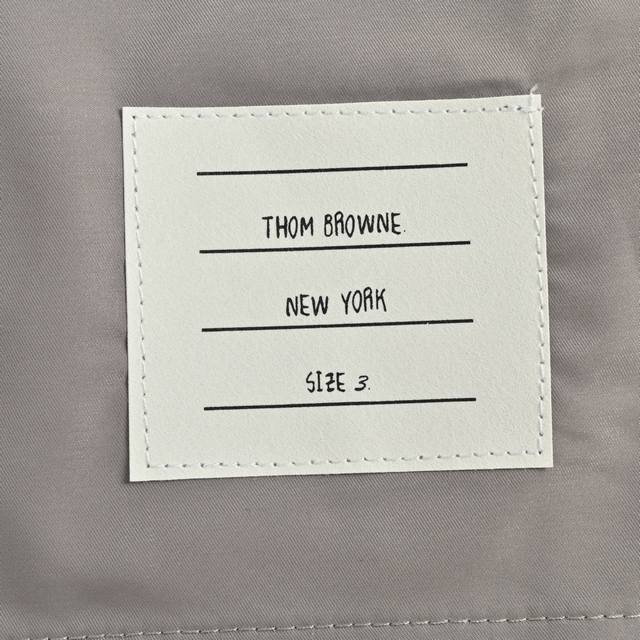 THOM BROWNE.
NEW YORK
SIZE 3.